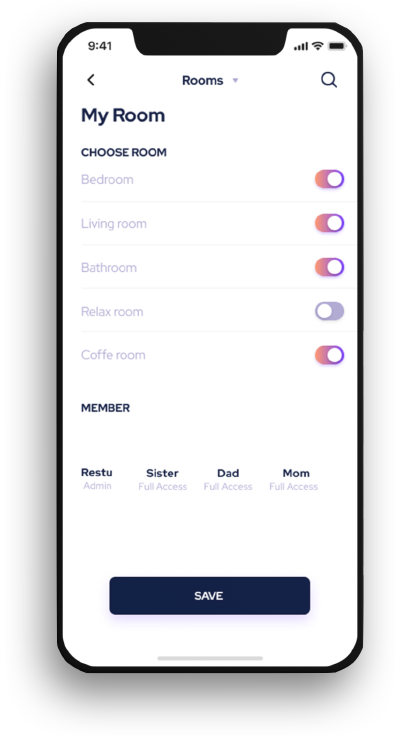 9:41
Rooms
My Room
CHOOSE ROOM
Bedroom
Living room
Bathroom
Relax room
Coffe room
MEMBER
Restu Sister Dad Mom
Admin Full Access Full Access Full Access
SAVE